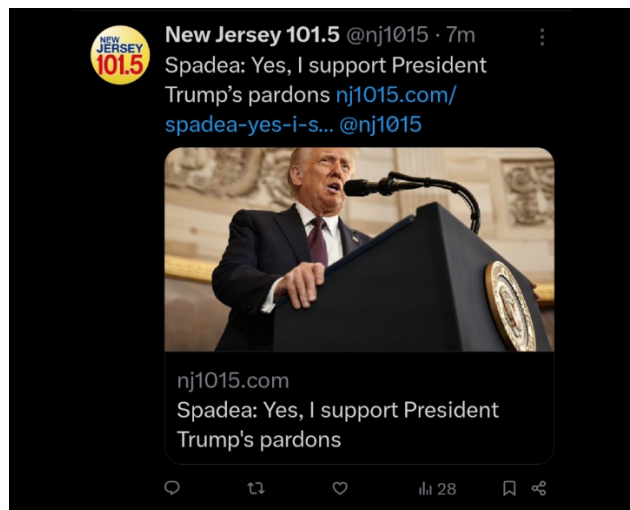 NEW
JERSEY
101.5
New Jersey 101.5 @nj1015 · 7m
Spadea: Yes, I support President
Trump’s pardons nj1015.com/
spadea-yes-i-s... @nj1015
nj1015.com
Spadea: Yes, I support President
Trump's pardons
28